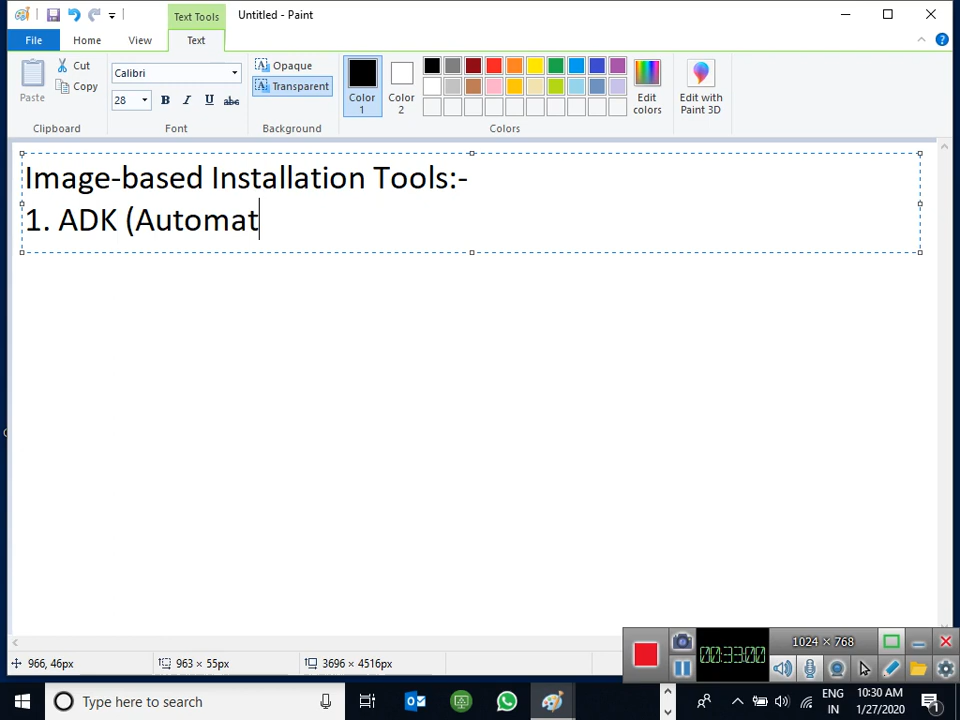 Text Tools
Untitled - Paint
File
Home
View
Text
Paste
Cut
Copy
Clipboard
Calibri
28
B I U abc
Font
Opaque
Transparent
Background
Color 1
Color 2
Edit colors
Colors
Edit with Paint 3D
Image-based Installation Tools:-
1. ADK (Automat
966, 46px
963 × 55px
3696 × 4516px
00:33:00
1024 × 768
Type here to search
ENG
IN
10:30 AM
1/27/2020
1